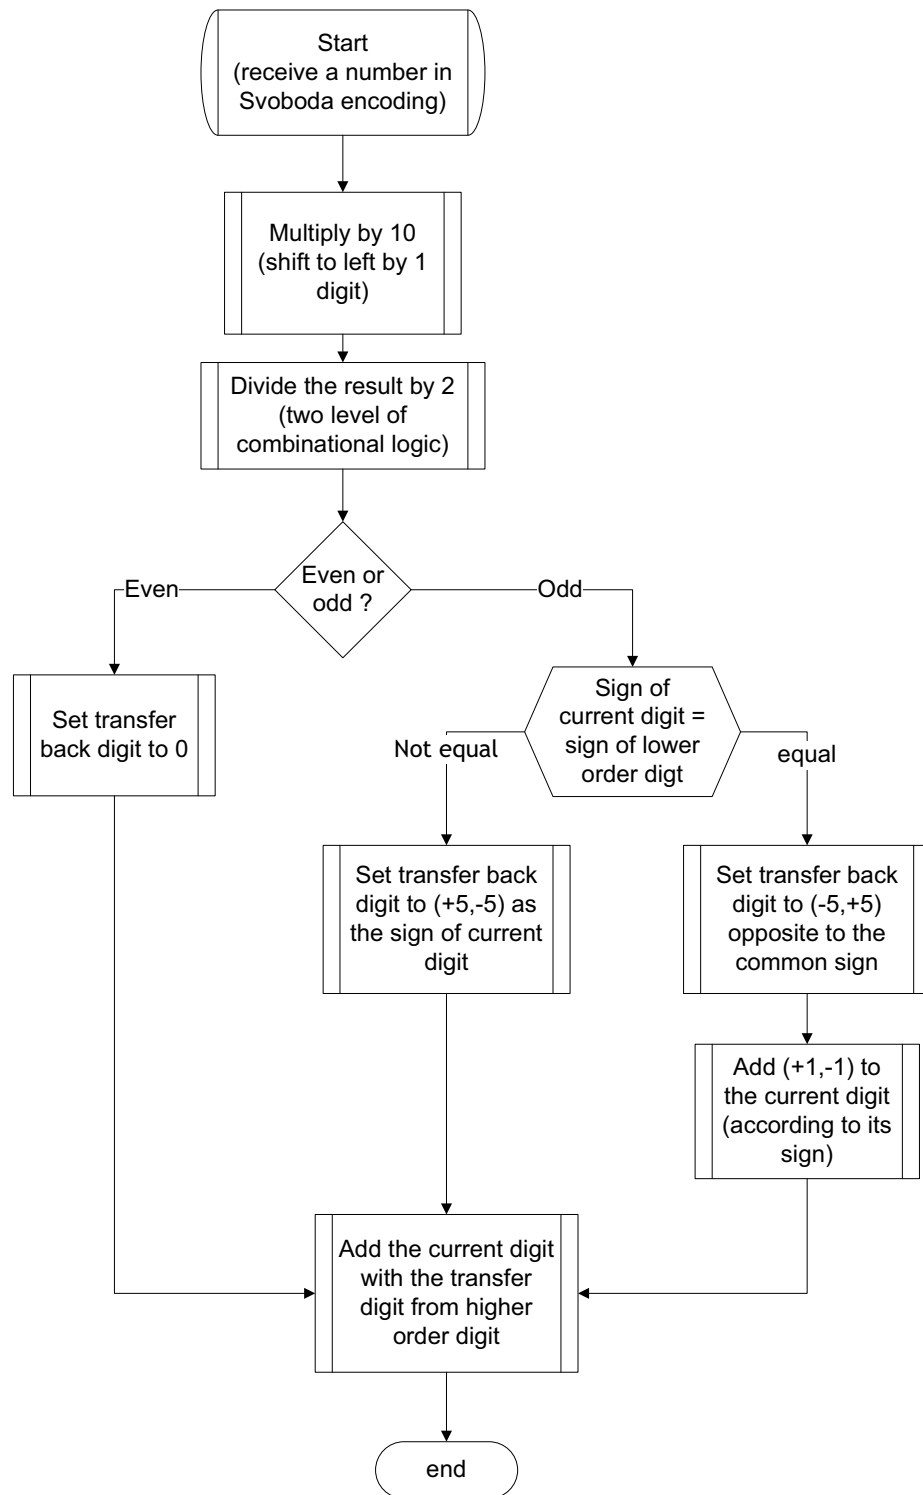 Start
(receive a number in
Svoboda encoding)
Multiply by 10
(shift to left by 1
digit)
Divide the result by 2
(two level of
combinational logic)
Even or
odd ?
Even
Odd
Set transfer
back digit to 0
Sign of
current digit =
sign of lower
order digt
Not equal
equal
Set transfer back
digit to (+5,-5) as
the sign of current
digit
Set transfer back
digit to (-5,+5)
opposite to the
common sign
Add (+1,-1) to
the current digit
(according to its
sign)
Add the current digit
with the transfer
digit from higher
order digit
end